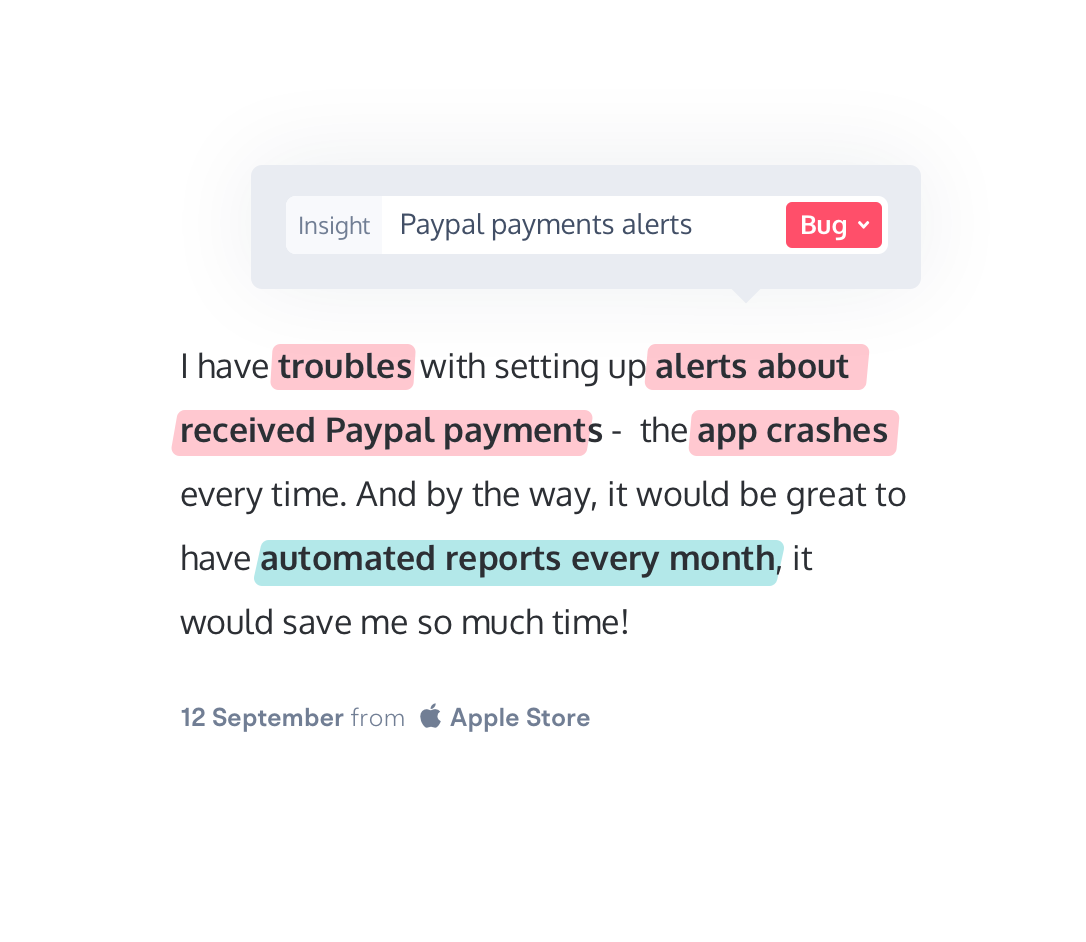 Insight Paypal payments alerts Bug
I have troubles with setting up alerts about
received Paypal payments - the app crashes
every time. And by the way, it would be great to
have automated reports every month, it
would save me so much time!
12 September from Apple Store